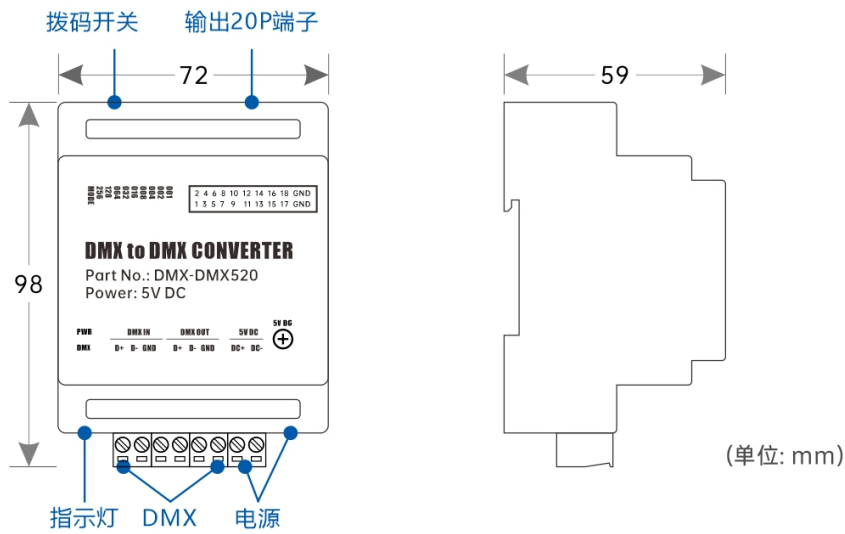 拨码开关
输出20P端子
72
59
MODE 256 128 064 032 016 008 004 002 001
2 4 6 8 10 12 14 16 18 GND
1 3 5 7 9 11 13 15 17 GND
DMX to DMX CONVERTER
Part No.: DMX-DMX520
Power: 5V DC
98
5V DC
PWR DMX IN DMX OUT 5V DC
DMX D+ D- GND D+ D- GND DC+ DC-
(单位: mm)
指示灯
DMX
电源